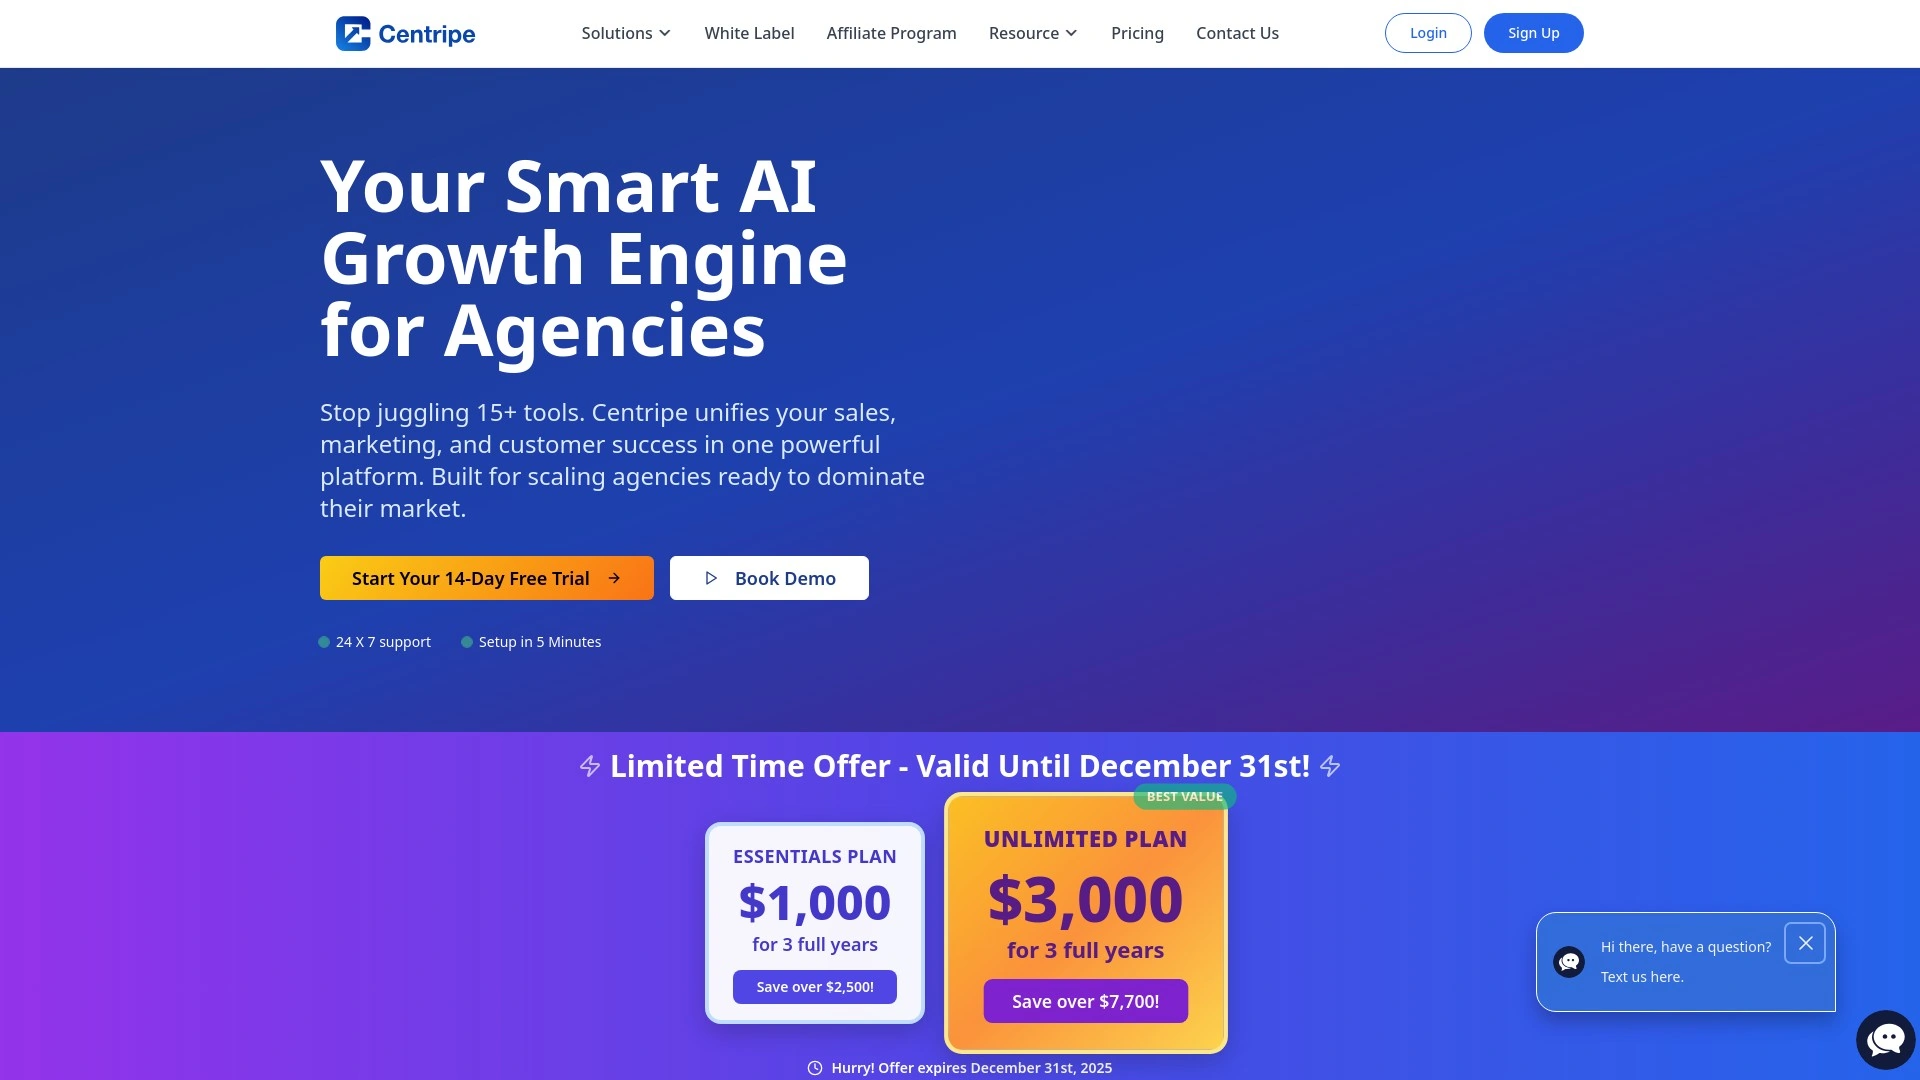 Centripe
Solutions
White Label
Affiliate Program
Resource
Pricing
Contact Us
Login
Sign Up
Your Smart AI
Growth Engine
for Agencies
Stop juggling 15+ tools. Centripe unifies your sales,
marketing, and customer success in one powerful
platform. Built for scaling agencies ready to dominate
their market.
Start Your 14-Day Free Trial
Book Demo
24 X 7 support
Setup in 5 Minutes
Limited Time Offer - Valid Until December 31st!
ESSENTIALS PLAN
$1,000
for 3 full years
Save over $2,500!
BEST VALUE
UNLIMITED PLAN
$3,000
for 3 full years
Save over $7,700!
Hurry! Offer expires December 31st, 2025
Hi there, have a question?
Text us here.